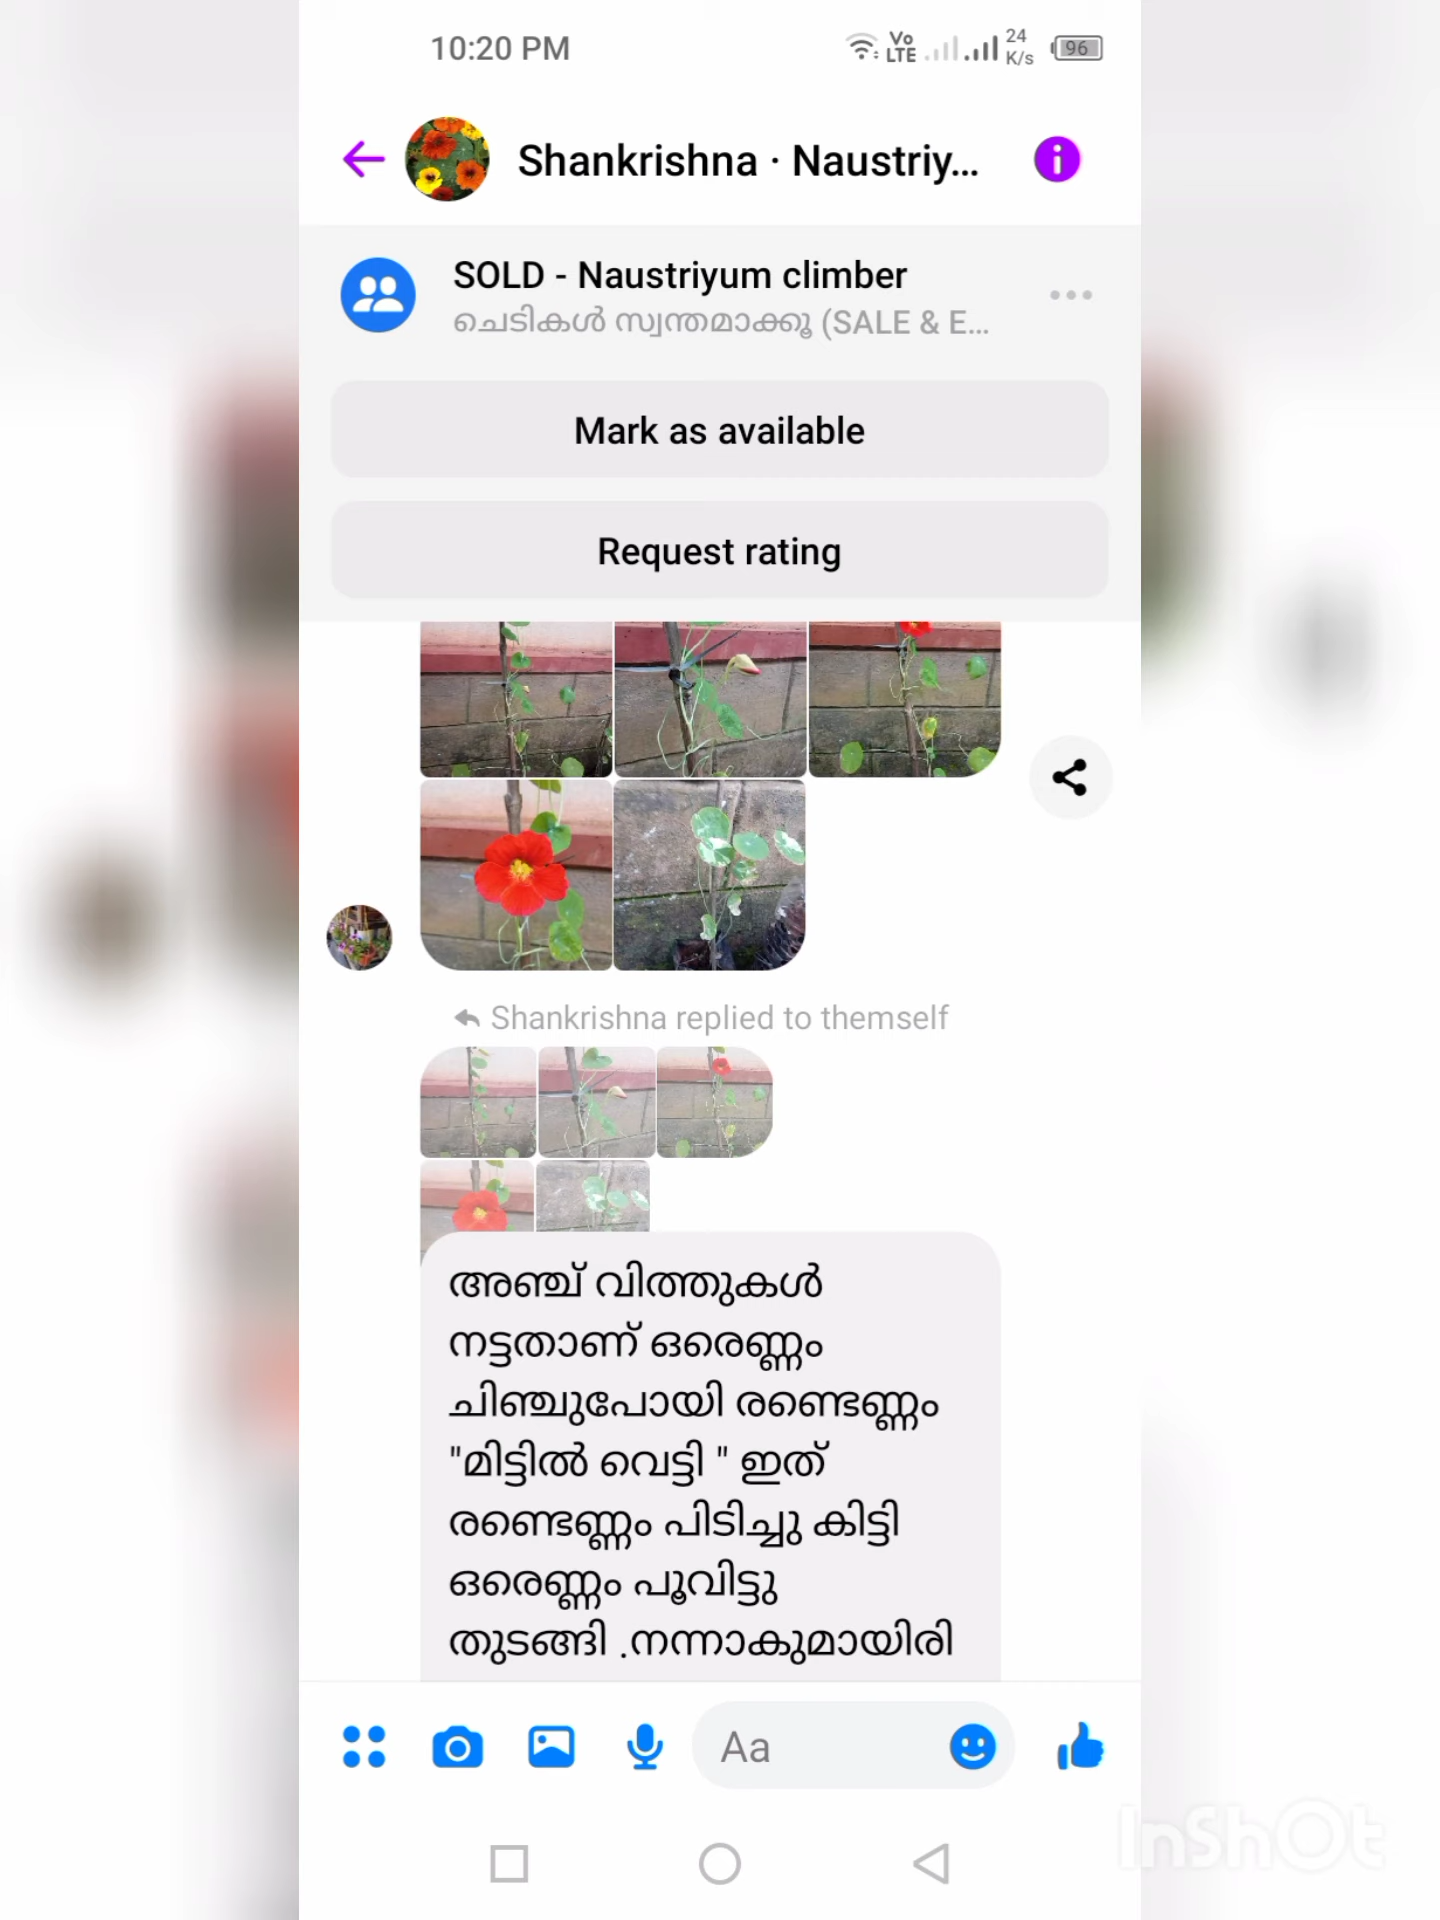 10:20 PM
Vo LTE
24 K/s
96
Shankrishna · Naustriy...
SOLD - Naustriyum climber
ചെടികൾ സ്വന്തമാക്കൂ (SALE & E...
Mark as available
Request rating
Shankrishna replied to themself
അഞ്ച് വിത്തുകൾ
നട്ടതാണ് ഒരെണ്ണം
ചിഞ്ചുപോയി രണ്ടെണ്ണം
"മിട്ടിൽ വെട്ടി " ഇത്
രണ്ടെണ്ണം പിടിച്ചു കിട്ടി
ഒരെണ്ണം പൂവിട്ടു
തുടങ്ങി .നന്നാകുമായിരി
Aa
InShOt